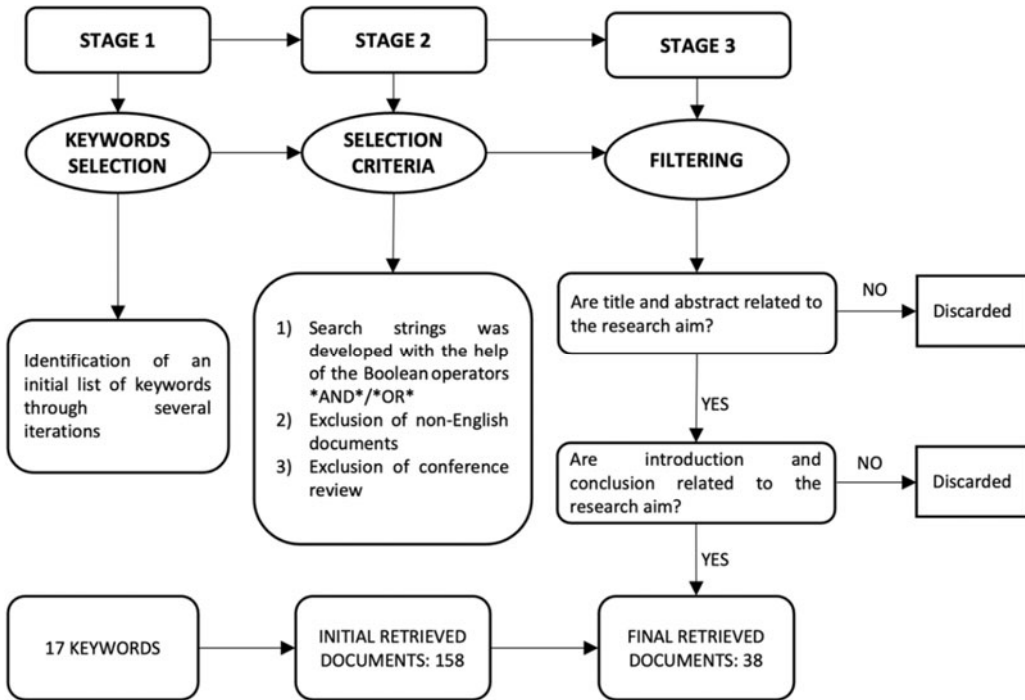 STAGE 1
STAGE 2
STAGE 3
KEYWORDS
SELECTION
SELECTION
CRITERIA
FILTERING
Identification of an
initial list of keywords
through several
iterations
1) Search strings was
developed with the help
of the Boolean operators
*AND*/*OR*
2) Exclusion of non-English
documents
3) Exclusion of conference
review
Are title and abstract related to
the research aim?
NO
Discarded
YES
Are introduction and
conclusion related to the
research aim?
NO
Discarded
YES
17 KEYWORDS
INITIAL RETRIEVED
DOCUMENTS: 158
FINAL RETRIEVED
DOCUMENTS: 38